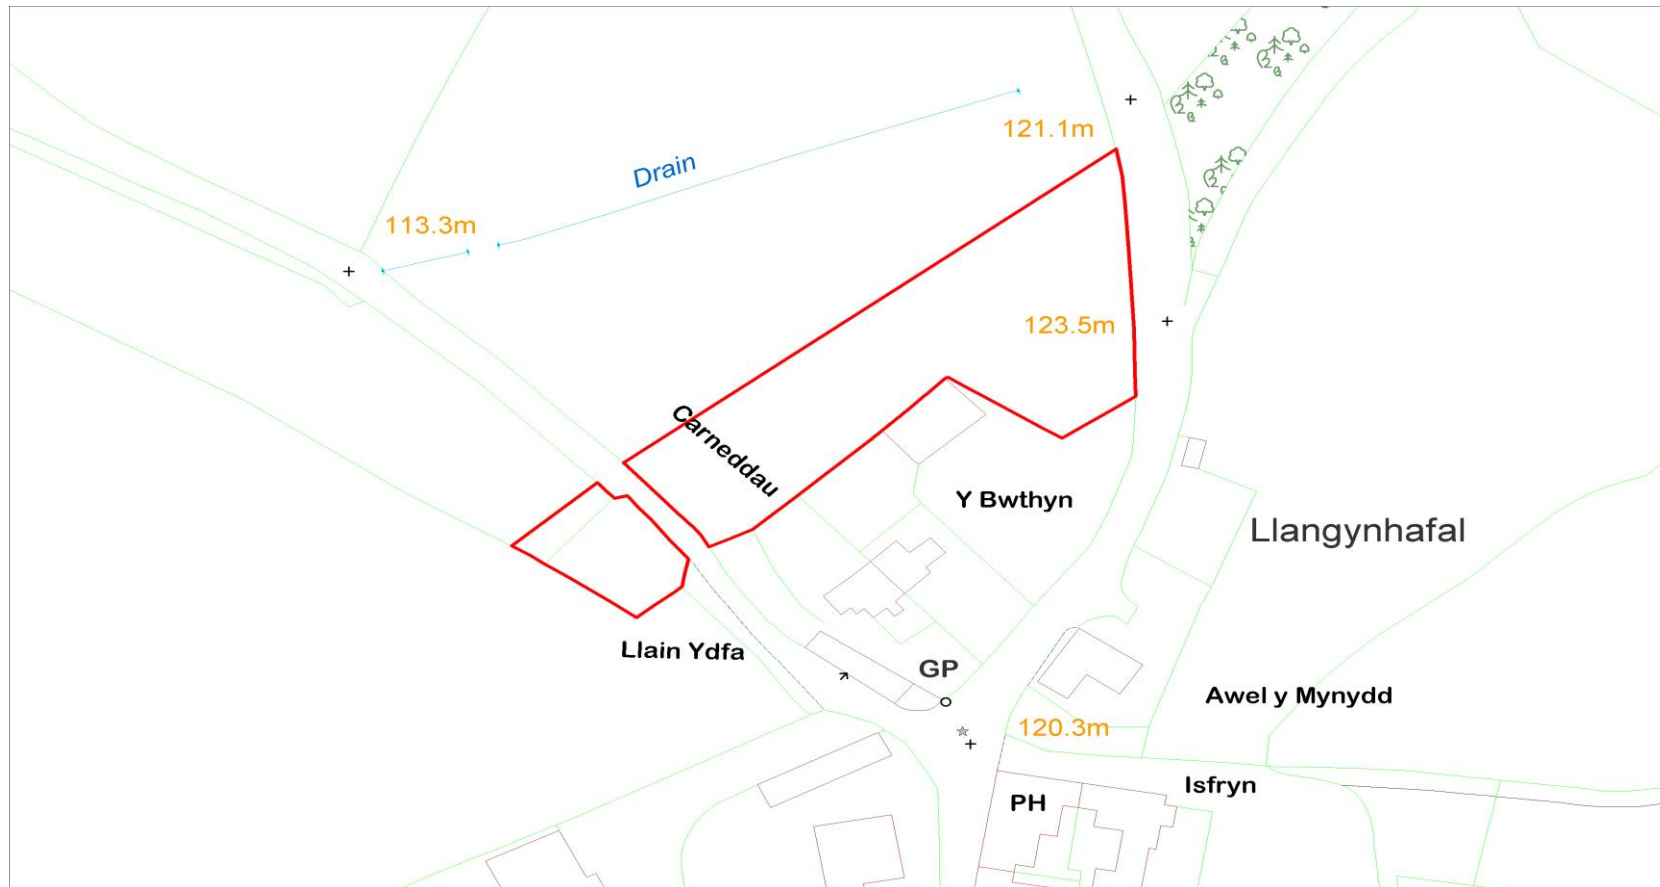 121.1m
Drain
113.3m
123.5m
Carneddau
Y Bwthyn
Llangynhafal
Llain Ydfa
GP
Awel y Mynydd
120.3m
Isfryn
PH